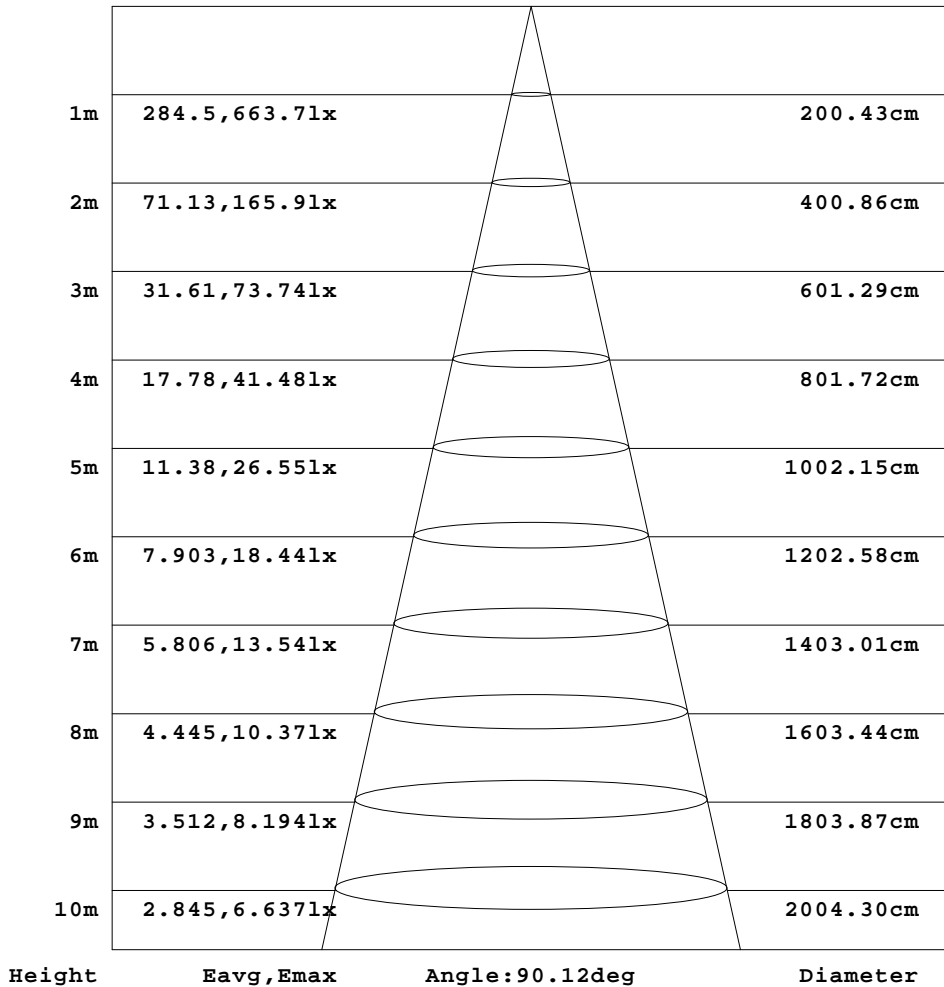 1m 284.5,663.7lx 200.43cm
2m 71.13,165.9lx 400.86cm
3m 31.61,73.74lx 601.29cm
4m 17.78,41.48lx 801.72cm
5m 11.38,26.55lx 1002.15cm
6m 7.903,18.44lx 1202.58cm
7m 5.806,13.54lx 1403.01cm
8m 4.445,10.37lx 1603.44cm
9m 3.512,8.194lx 1803.87cm
10m 2.845,6.637lx 2004.30cm
Height Eavg,Emax Angle:90.12deg Diameter